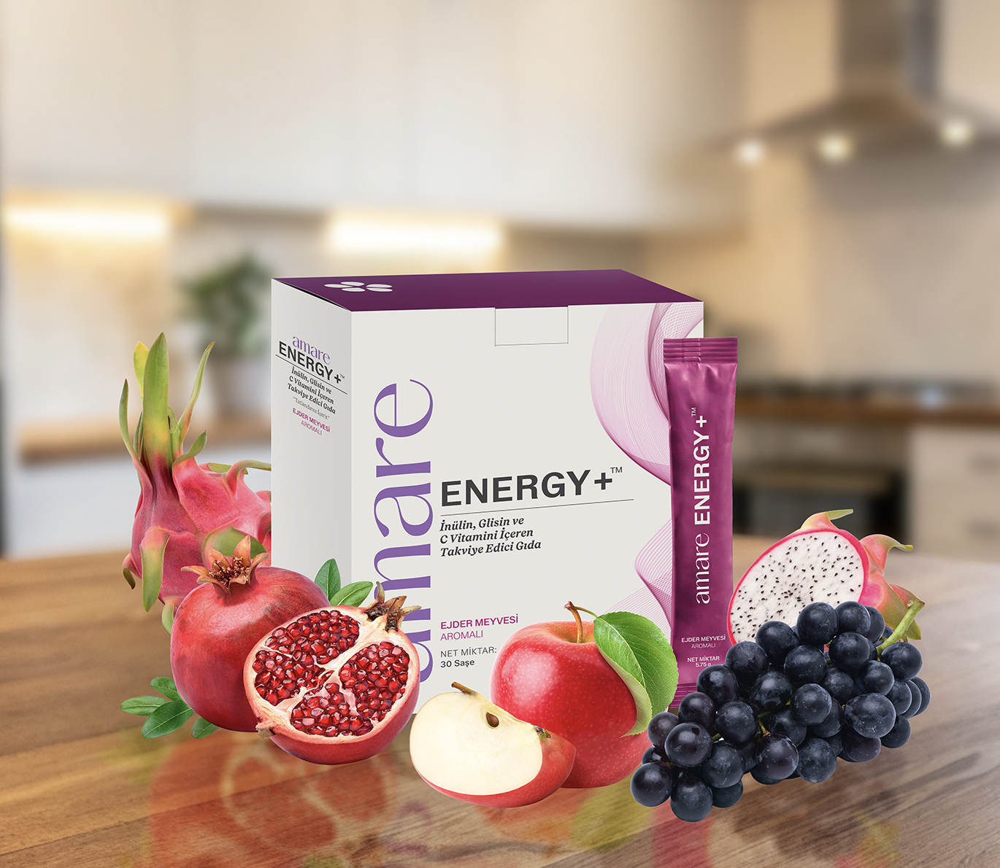 amare
ENERGY+™
İnülin, Glisin ve
C Vitamini İçeren
Takviye Edici Gıda
"Tatlandırıcı İçerir."
EJDER MEYVESİ
AROMALI
amare
ENERGY+™
İnülin, Glisin ve
C Vitamini İçeren
Takviye Edici Gıda
EJDER MEYVESİ
AROMALI
NET MİKTAR:
30 Saşe
amare ENERGY+™
EJDER MEYVESİ
AROMALI
NET MİKTAR
5.75 g